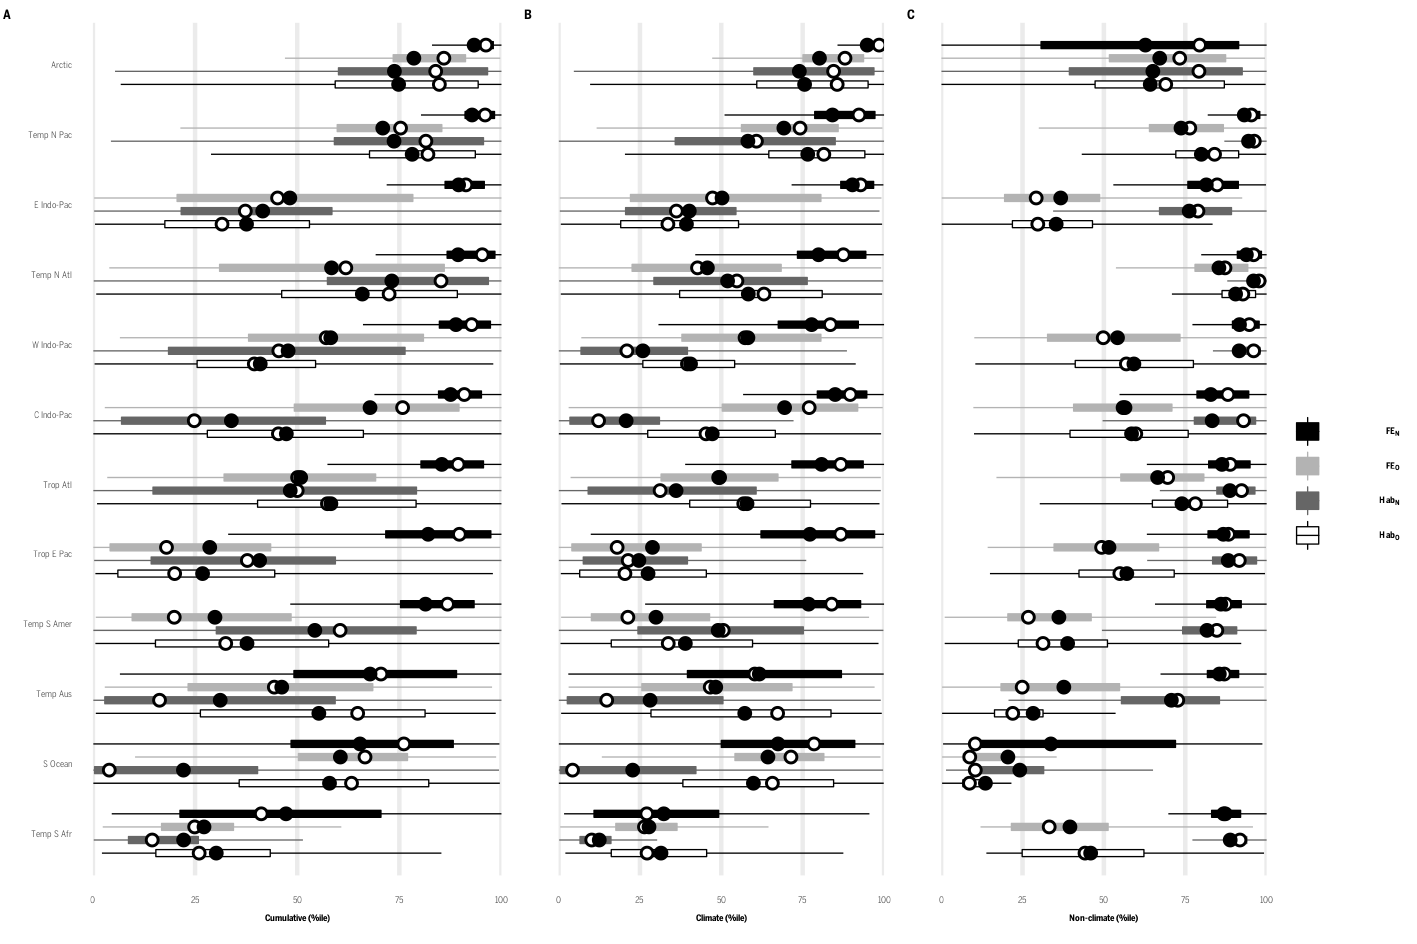 A B C
Arctic
Temp N Pac
E Indo-Pac
Temp N Atl
W Indo-Pac
C Indo-Pac
Trop Atl
Trop E Pac
Temp S Amer
Temp Aus
S Ocean
Temp S Afr
FE_N
FE_O
Hab_N
Hab_O
0 25 50 75 100 0 25 50 75 100 0 25 50 75 100
Cumulative (%ile) Climate (%ile) Non-climate (%ile)